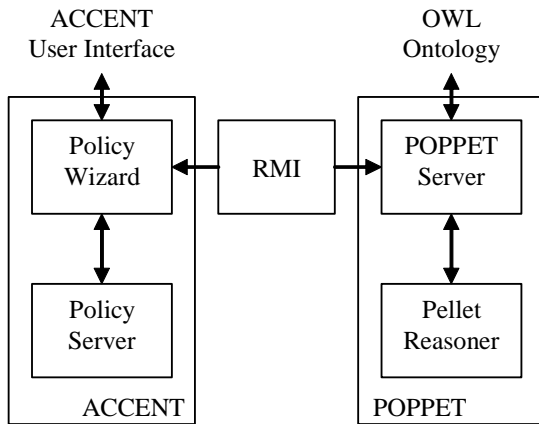 ACCENT
User Interface
OWL
Ontology
Policy
Wizard
RMI
POPPET
Server
Policy
Server
Pellet
Reasoner
ACCENT
POPPET